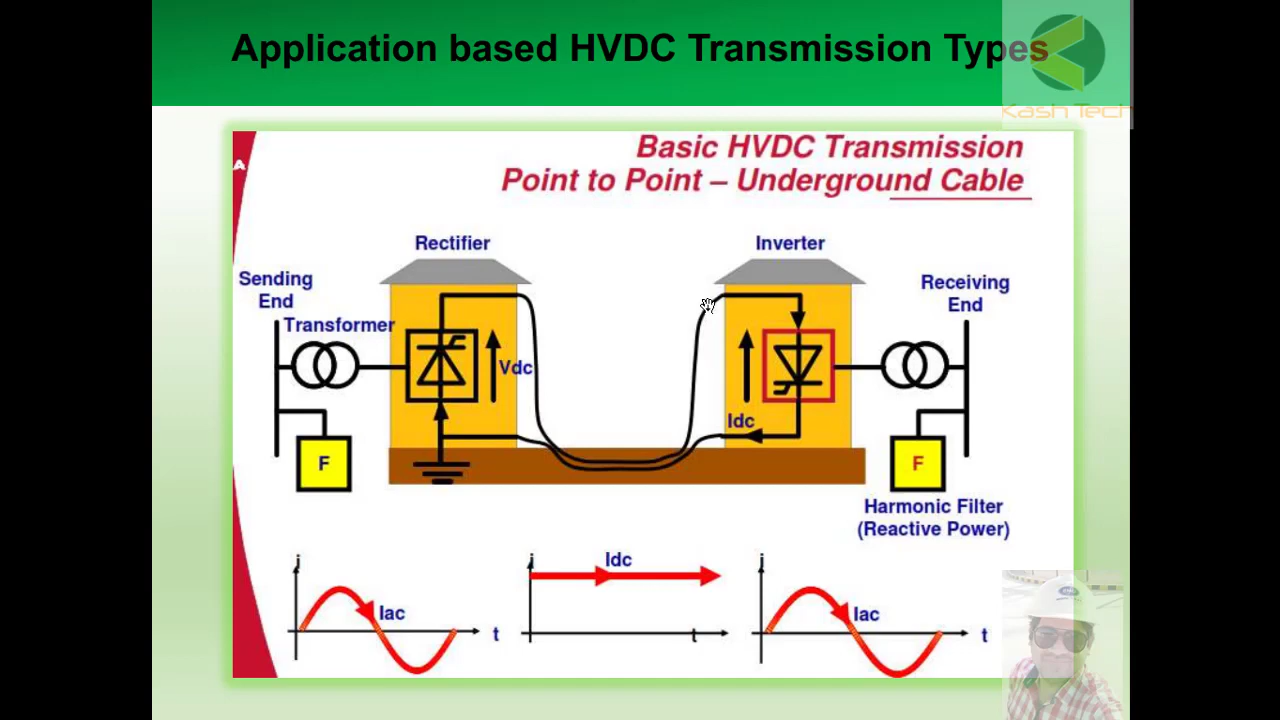 Application based HVDC Transmission Types
Kash Tech
A
Basic HVDC Transmission
Point to Point – Underground Cable
Rectifier
Inverter
Sending
End
Receiving
End
Transformer
Vdc
Idc
F
F
Harmonic Filter
(Reactive Power)
i
Iac
t
i
Idc
t
i
Iac
t